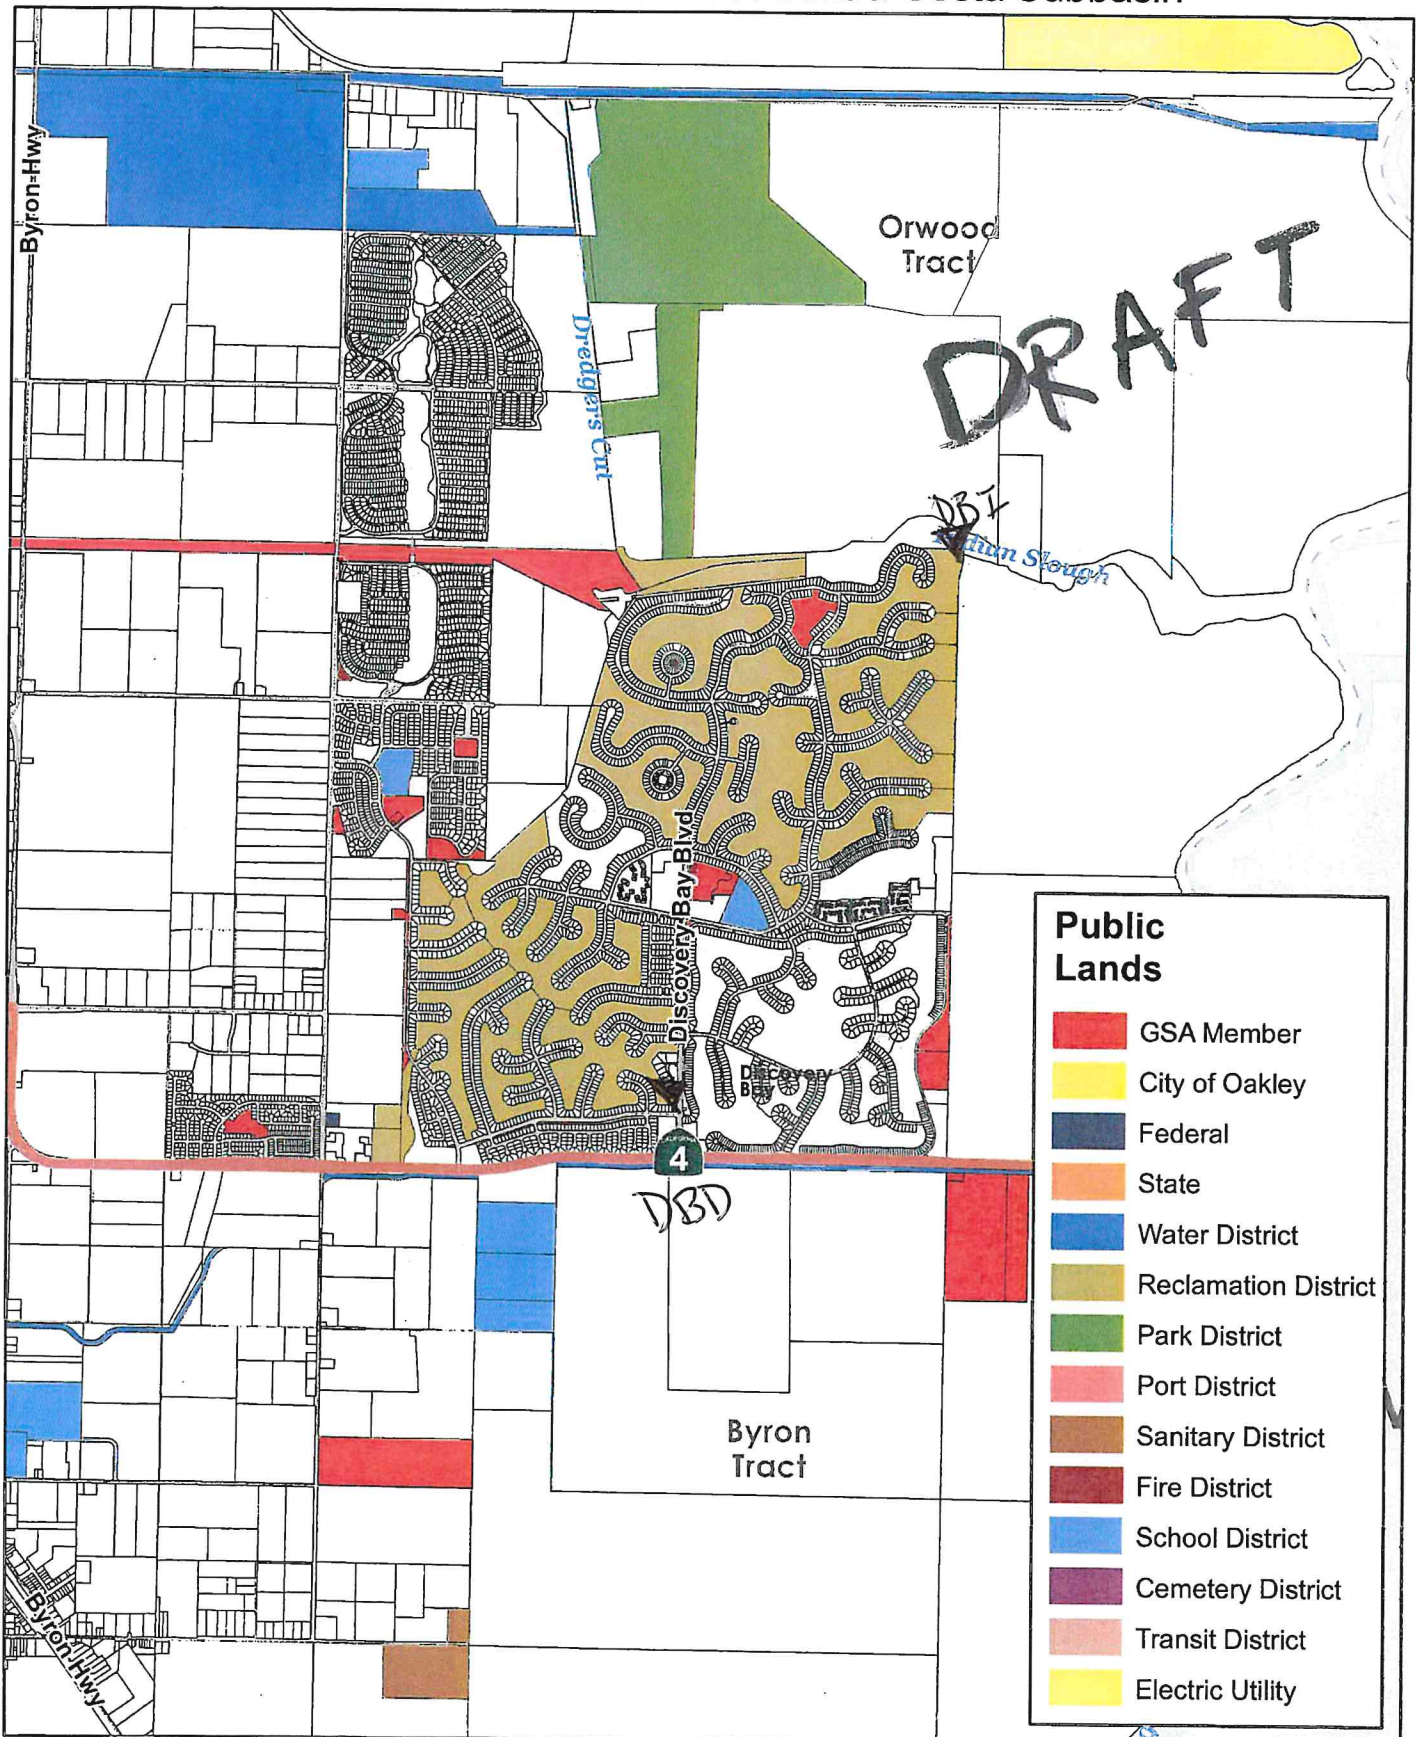 Byron Hwy
Orwood
Tract
DRAFT
Dredgers Cut
DBI
Indian Slough
Discovery Bay Blvd
Discovery
Bay
CALIFORNIA
4
DBD
Byron
Tract
Byron Hwy
Public
Lands
GSA Member
City of Oakley
Federal
State
Water District
Reclamation District
Park District
Port District
Sanitary District
Fire District
School District
Cemetery District
Transit District
Electric Utility